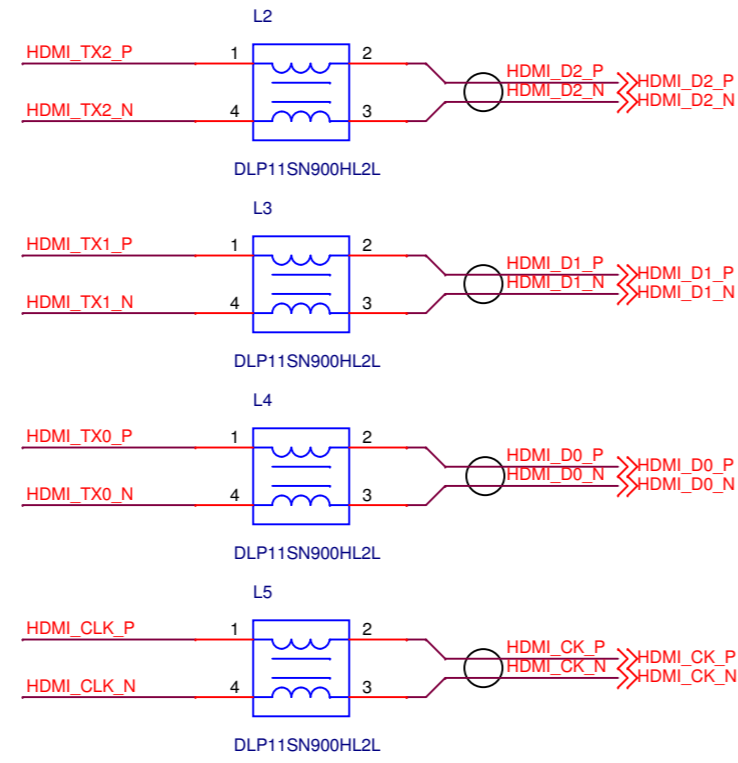 L2
HDMI_TX2_P 1 2 HDMI_D2_P HDMI_D2_P
HDMI_TX2_N 4 3 HDMI_D2_N HDMI_D2_N
DLP11SN900HL2L
L3
HDMI_TX1_P 1 2 HDMI_D1_P HDMI_D1_P
HDMI_TX1_N 4 3 HDMI_D1_N HDMI_D1_N
DLP11SN900HL2L
L4
HDMI_TX0_P 1 2 HDMI_D0_P HDMI_D0_P
HDMI_TX0_N 4 3 HDMI_D0_N HDMI_D0_N
DLP11SN900HL2L
L5
HDMI_CLK_P 1 2 HDMI_CK_P HDMI_CK_P
HDMI_CLK_N 4 3 HDMI_CK_N HDMI_CK_N
DLP11SN900HL2L